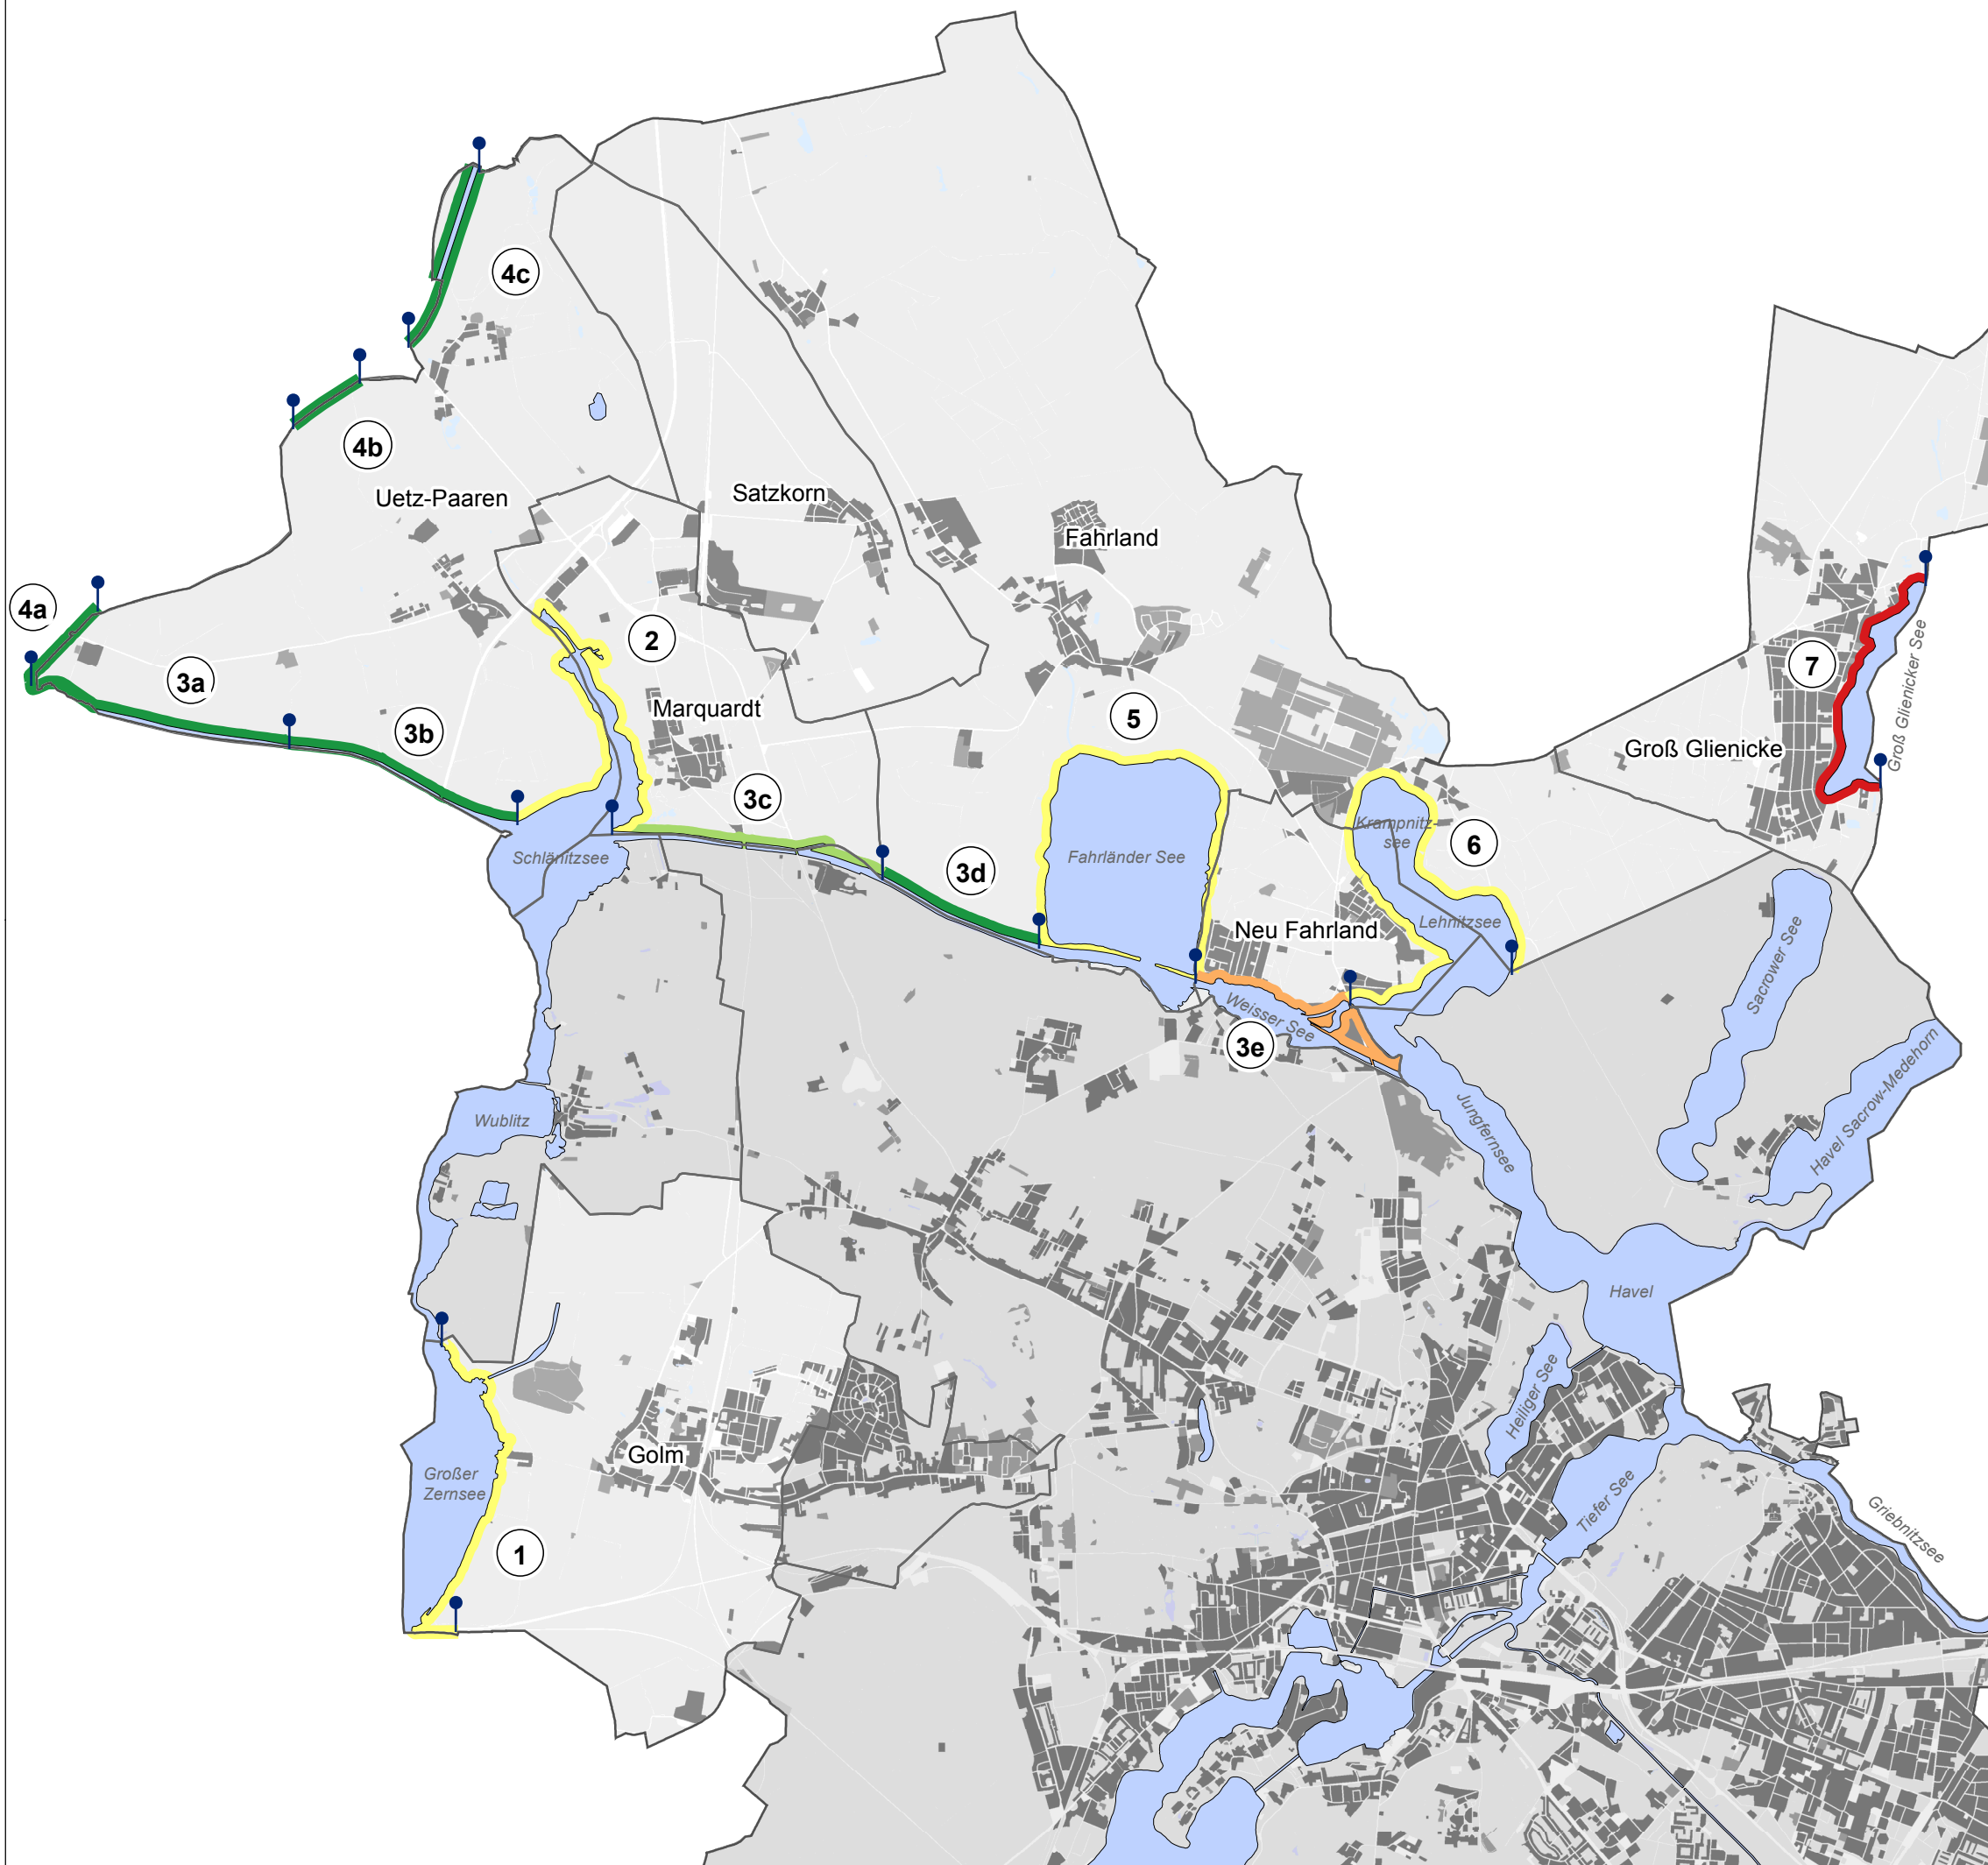 4c
4b
Uetz-Paaren
Satzkorn
Fahrland
4a
2
3a
7
Groß Glienicker See
Marquardt
5
3b
Groß Glienicke
3c
Krampnitz-
see
6
Schlänitzsee
Fahrländer See
3d
Lehnitzsee
Neu Fahrland
Sacrower See
Weisser See
3e
Havel Sacrow-Medehorn
Wublitz
Jungfernsee
Havel
Heiliger See
Golm
Großer
Zernsee
Tiefer See
Griebnitzsee
1